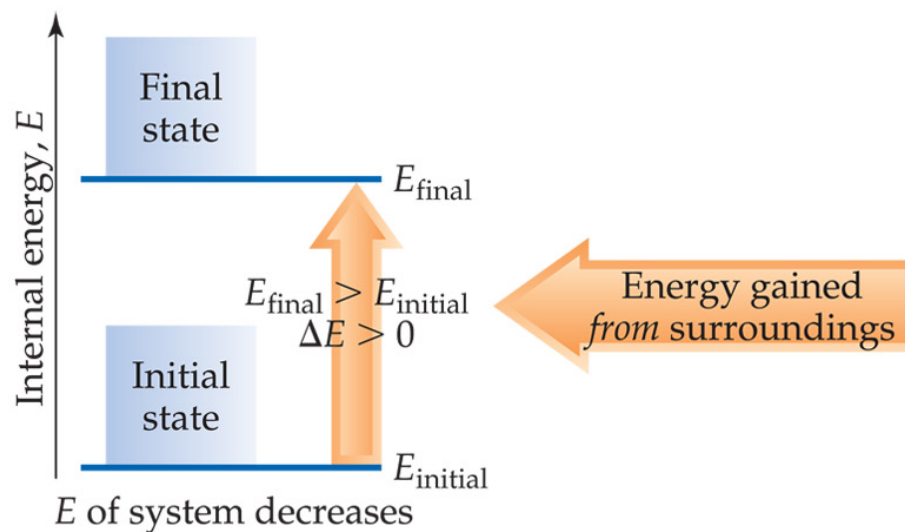 Internal energy, E
Final
state
E_final
E_final > E_initial
ΔE > 0
Energy gained
from surroundings
Initial
state
E_initial
E of system decreases